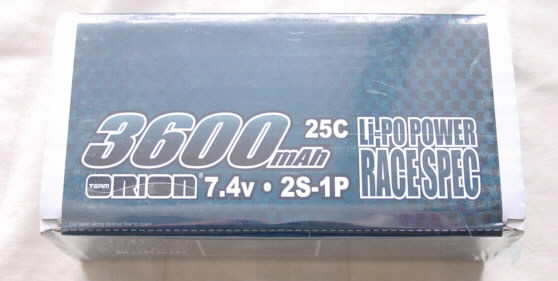 3600mAh 25C Li-PO POWER
TEAM ORION® 7.4v • 2S-1P RACE SPEC